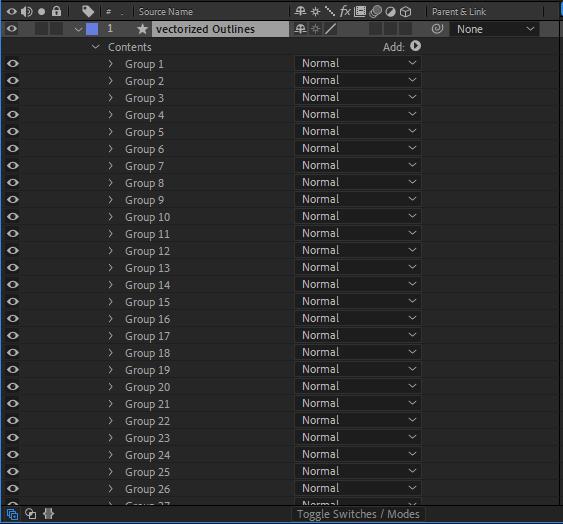 # . Source Name fx Parent & Link
1 vectorized Outlines None
Contents Add:
Group 1 Normal
Group 2 Normal
Group 3 Normal
Group 4 Normal
Group 5 Normal
Group 6 Normal
Group 7 Normal
Group 8 Normal
Group 9 Normal
Group 10 Normal
Group 11 Normal
Group 12 Normal
Group 13 Normal
Group 14 Normal
Group 15 Normal
Group 16 Normal
Group 17 Normal
Group 18 Normal
Group 19 Normal
Group 20 Normal
Group 21 Normal
Group 22 Normal
Group 23 Normal
Group 24 Normal
Group 25 Normal
Group 26 Normal
Group 27 Normal
Toggle Switches / Modes